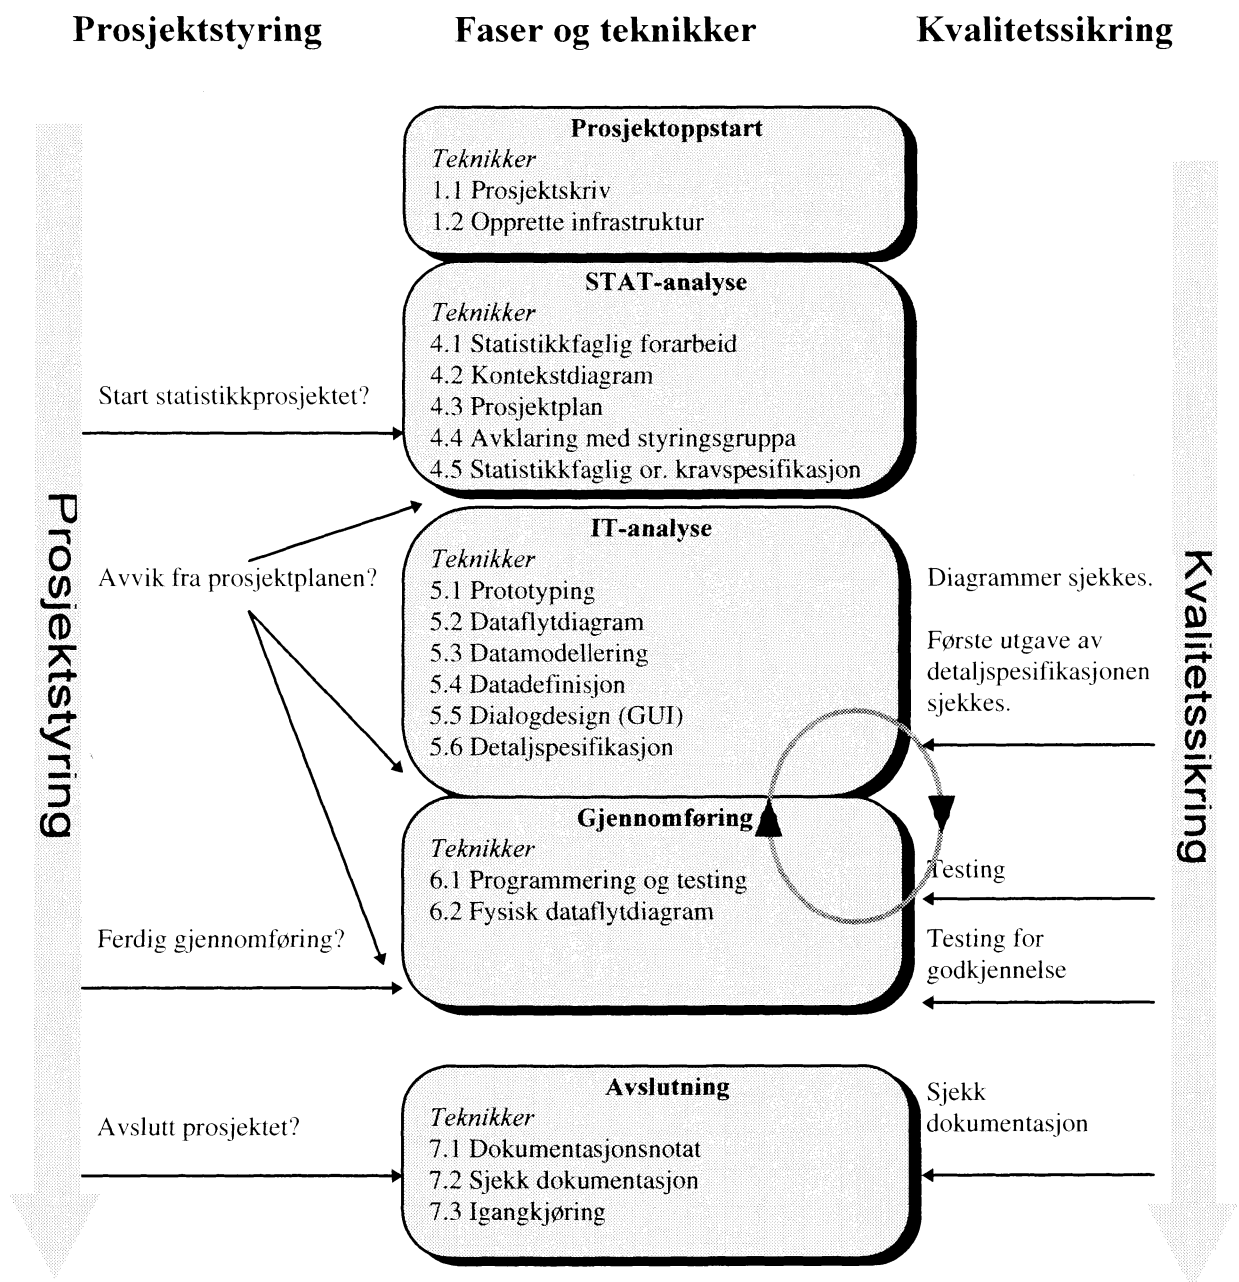 Prosjektstyring
Faser og teknikker
Kvalitetssikring
Prosjektoppstart
Teknikker
1.1 Prosjektskriv
1.2 Opprette infrastruktur
STAT-analyse
Teknikker
4.1 Statistikkfaglig forarbeid
4.2 Kontekstdiagram
4.3 Prosjektplan
4.4 Avklaring med styringsgruppa
4.5 Statistikkfaglig or. kravspesifikasjon
Start statistikkprosjektet?
IT-analyse
Teknikker
5.1 Prototyping
5.2 Dataflytdiagram
5.3 Datamodellering
5.4 Datadefinisjon
5.5 Dialogdesign (GUI)
5.6 Detaljspesifikasjon
Avvik fra prosjektplanen?
Diagrammer sjekkes.
Første utgave av
detaljspesifikasjonen
sjekkes.
Gjennomføring
Teknikker
6.1 Programmering og testing
6.2 Fysisk dataflytdiagram
Ferdig gjennomføring?
Testing
Testing for
godkjennelse
Avslutning
Teknikker
7.1 Dokumentasjonsnotat
7.2 Sjekk dokumentasjon
7.3 Igangkjøring
Avslutt prosjektet?
Sjekk
dokumentasjon
Prosjektstyring
Kvalitetssikring